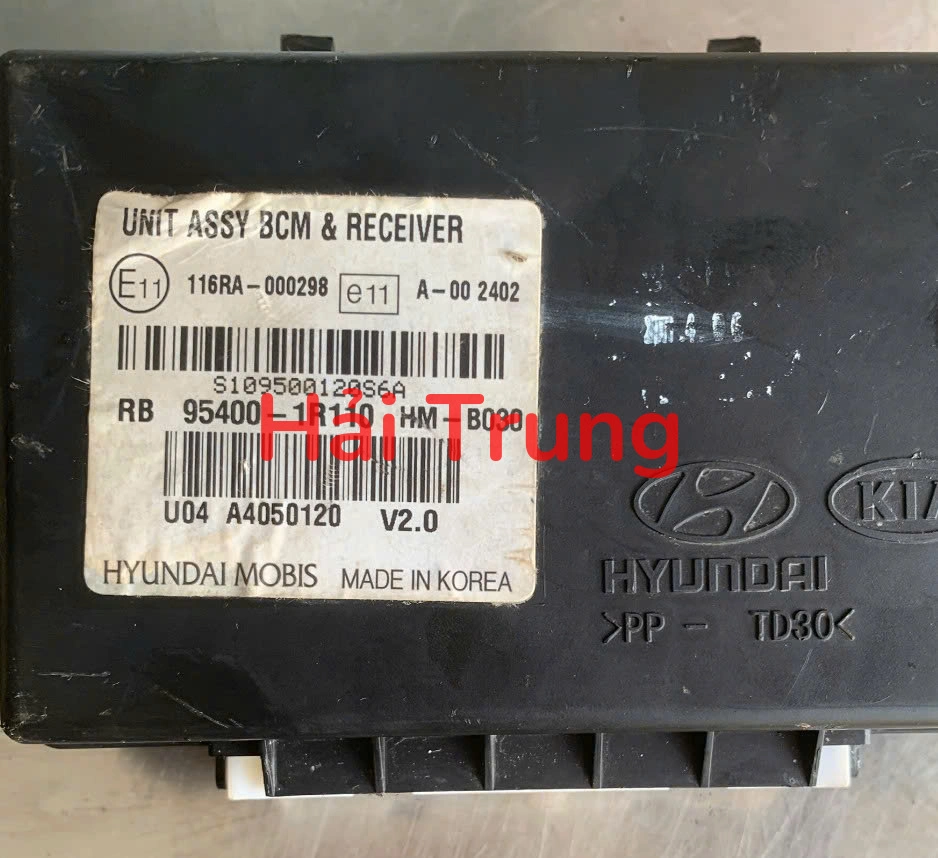 UNIT ASSY BCM & RECEIVER
E11 116RA-000298 e11 A-00 2402
S109500120S6A
RB 95400-1R110 HM-B030
Hải Trung
U04 A4050120 V2.0
HYUNDAI MOBIS MADE IN KOREA
KIA
HYUNDAI
>PP - TD30<